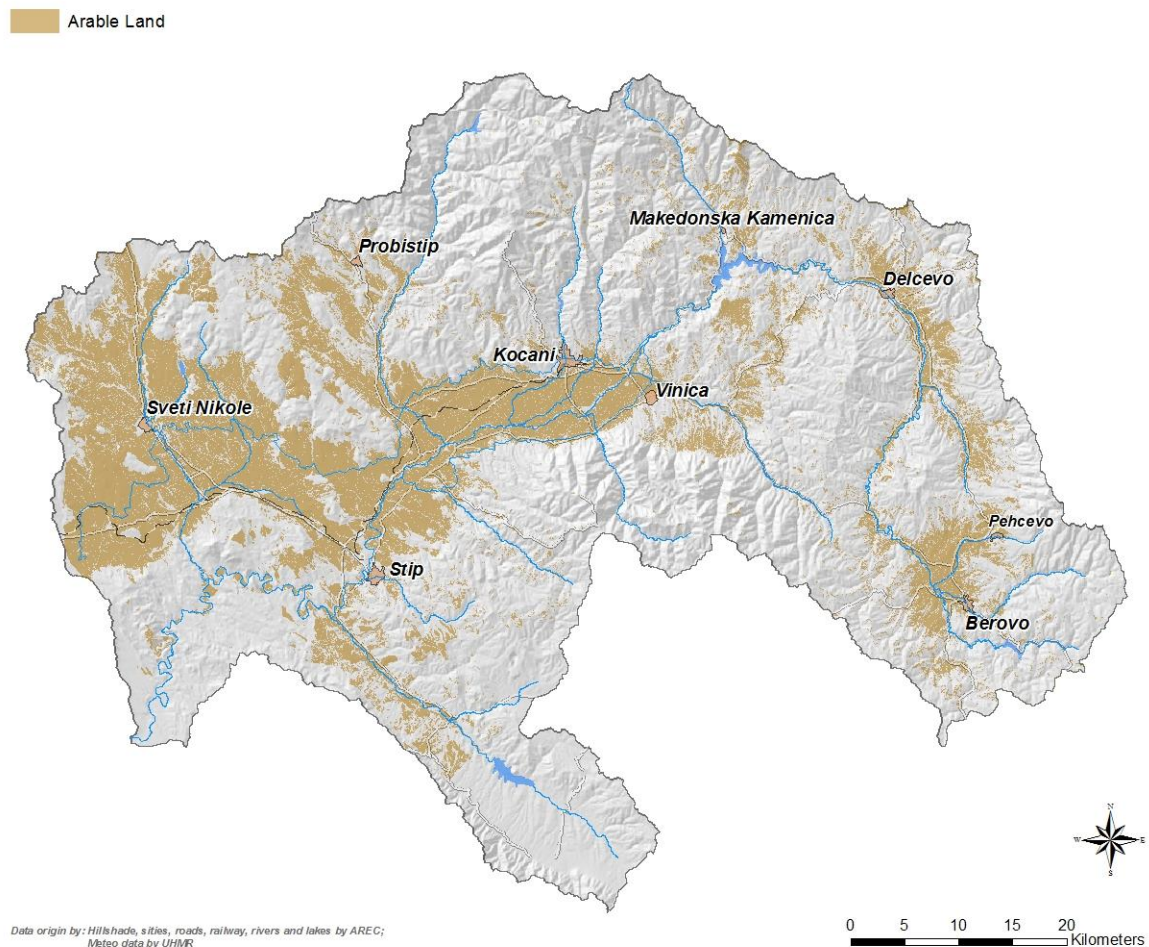 Arable Land
Makedonska Kamenica
Probistip
Delcevo
Kocani
Vinica
Sveti Nikole
Pehcevo
Stip
Berovo
N
W E
S
Data origin by: Hillshade, sities, roads, railway, rivers and lakes by AREC;
Meteo data by UHMR
0 5 10 15 20
Kilometers